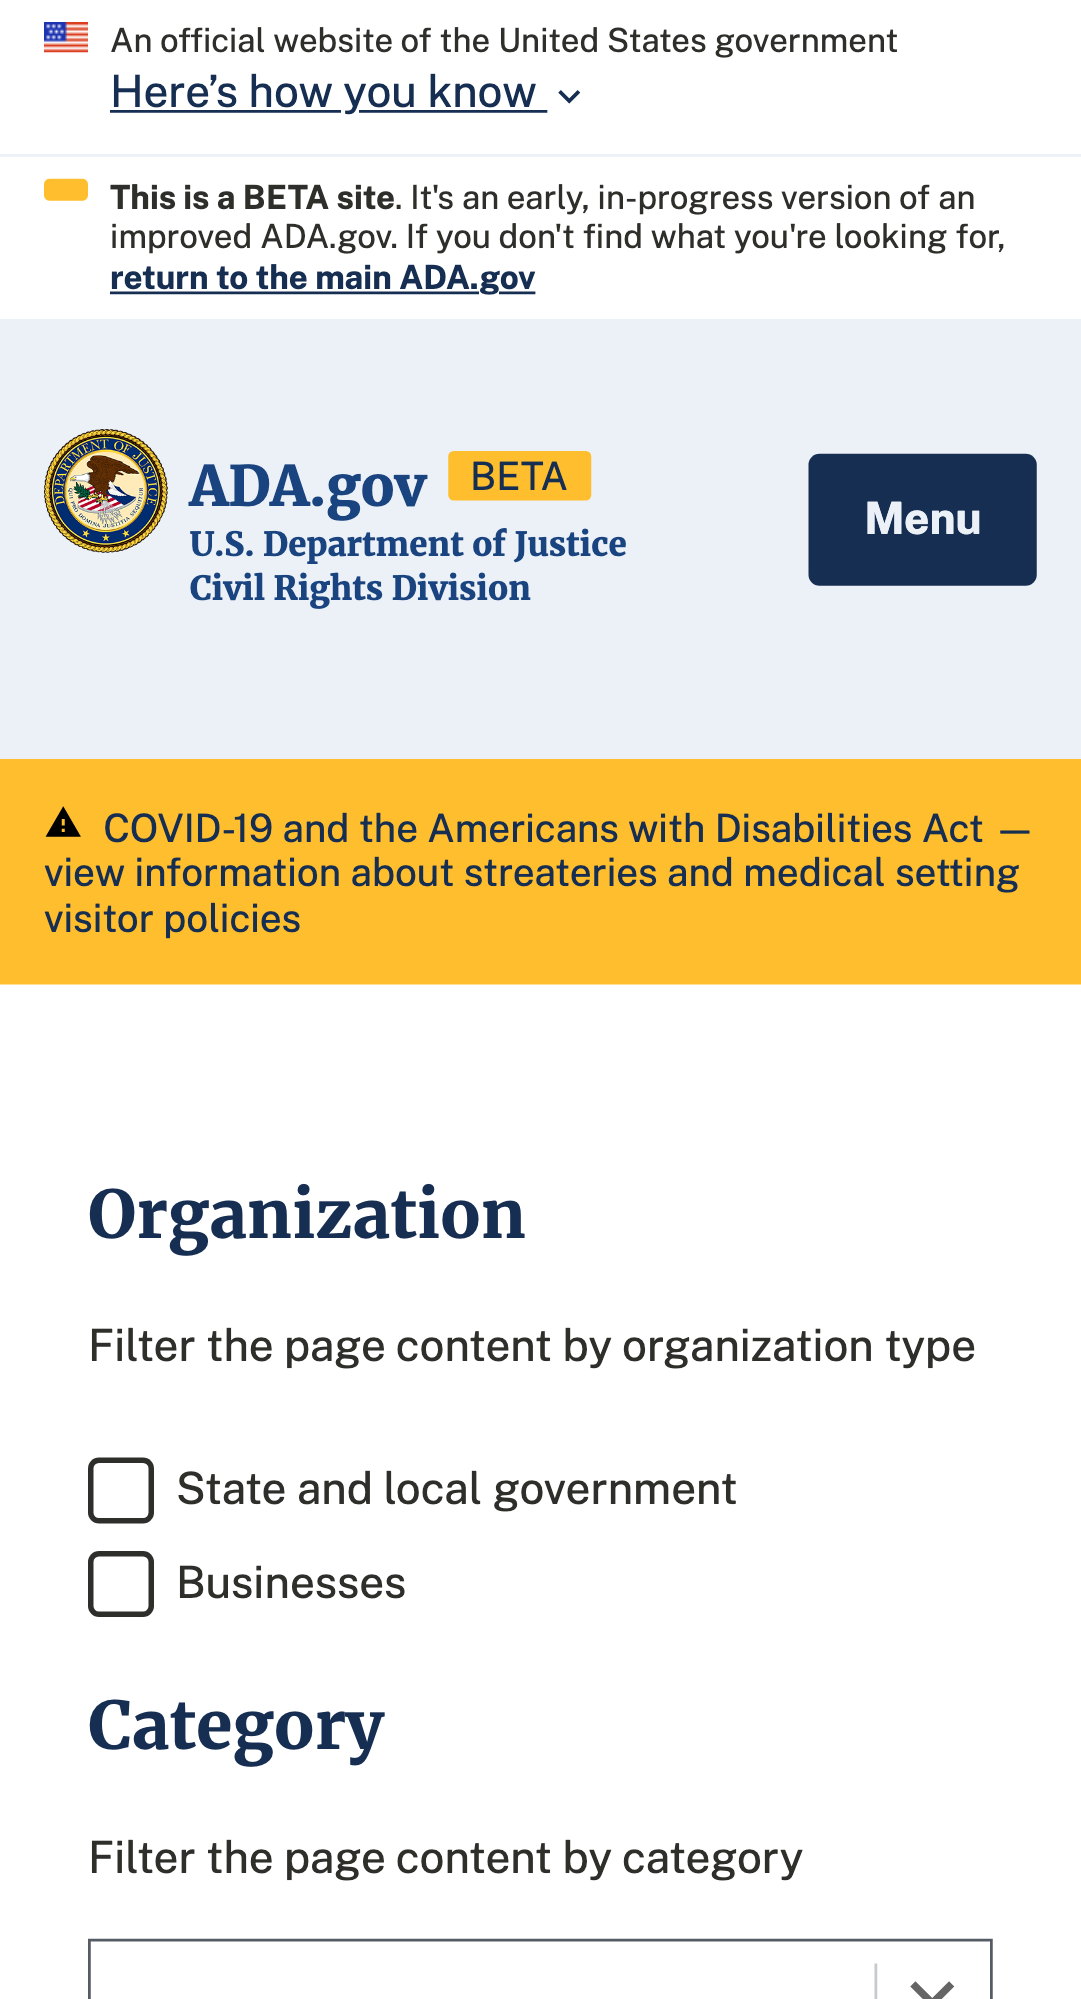 An official website of the United States government
Here’s how you know
This is a BETA site. It's an early, in-progress version of an
improved ADA.gov. If you don't find what you're looking for,
return to the main ADA.gov
DEPARTMENT OF JUSTICE
ADA.gov BETA
U.S. Department of Justice
Civil Rights Division
Menu
COVID-19 and the Americans with Disabilities Act —
view information about streateries and medical setting
visitor policies
Organization
Filter the page content by organization type
State and local government
Businesses
Category
Filter the page content by category